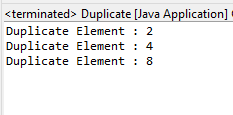 <terminated> Duplicate [Java Application]
Duplicate Element : 2
Duplicate Element : 4
Duplicate Element : 8